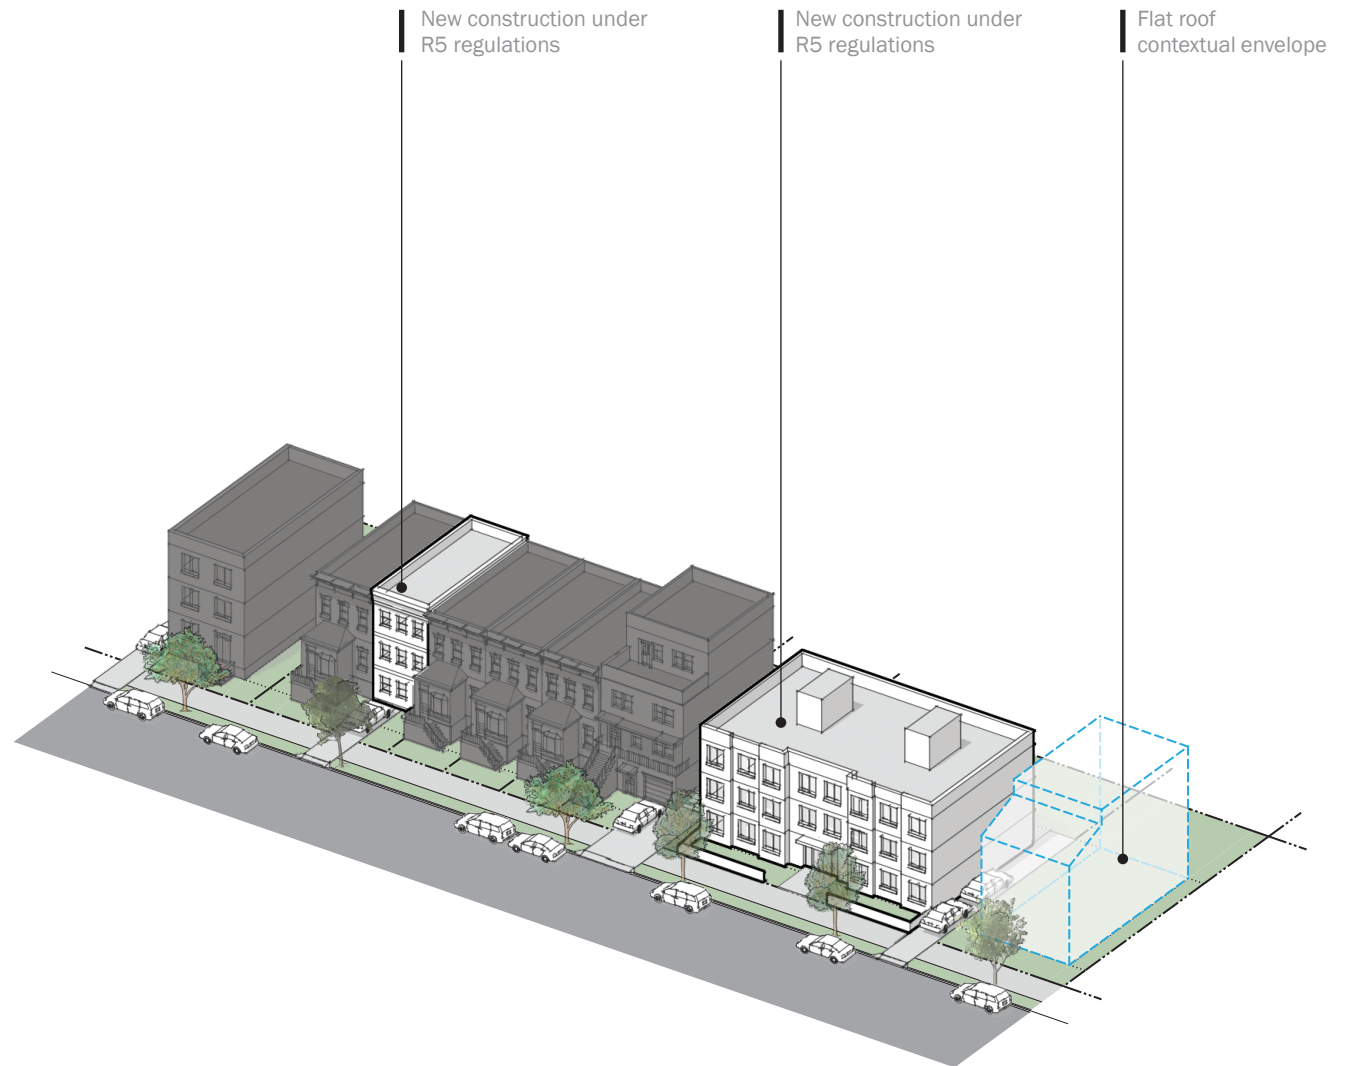 New construction under
R5 regulations
New construction under
R5 regulations
Flat roof
contextual envelope